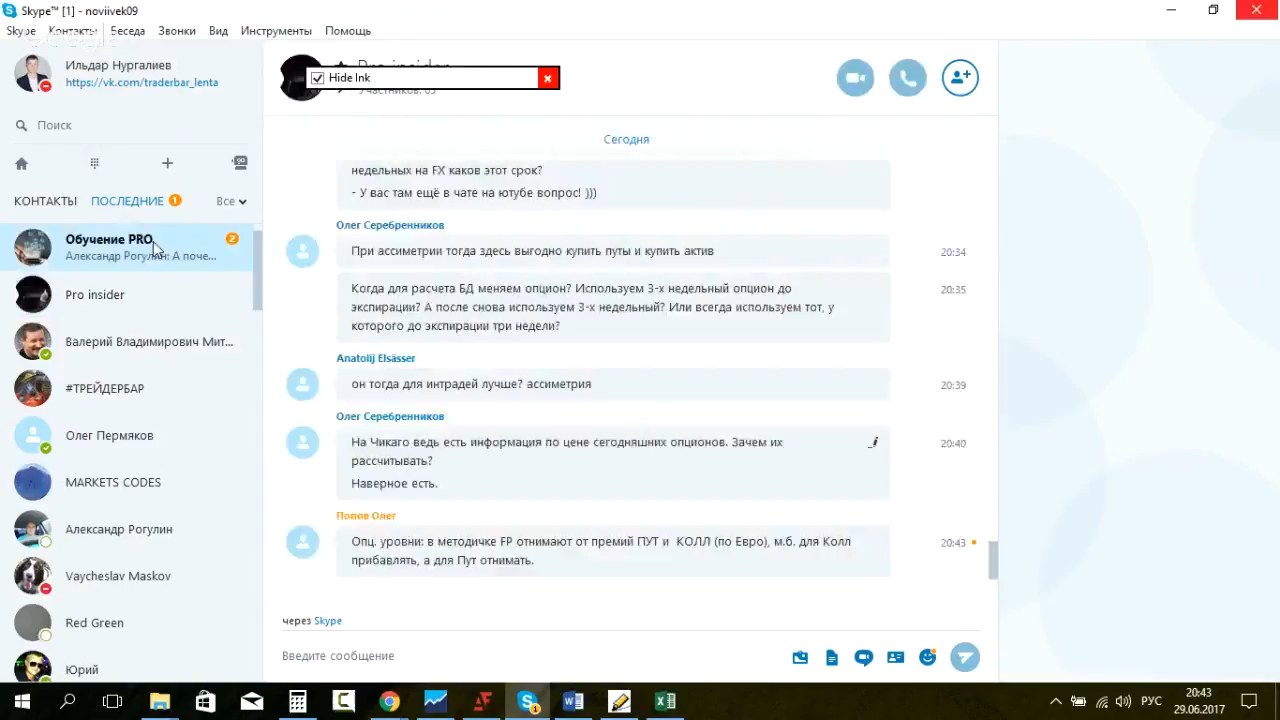 Skype™ [1] - noviivek09
Skype Контакты Беседа Звонки Вид Инструменты Помощь
Ильдар Нургалиев
https://vk.com/traderbar_lenta
Поиск
КОНТАКТЫ ПОСЛЕДНИЕ 1 Все
Обучение PRO 2
Александр Рогулин: А поче...
Pro insider
Валерий Владимирович Мит...
#ТРЕЙДЕРБАР
Олег Пермяков
MARKETS CODES
Александр Рогулин
Vaycheslav Maskov
Red Green
Юрий
Pro insider
Hide Ink
Сегодня
недельных на FX каков этот срок?
- У вас там ещё в чате на ютубе вопрос! )))
Олег Серебренников
При ассиметрии тогда здесь выгодно купить путы и купить актив 20:34
Когда для расчета БД меняем опцион? Используем 3-х недельный опцион до 20:35
экспирации? А после снова используем 3-х недельный? Или всегда используем тот, у
которого до экспирации три недели?
Anatolij Elsässer
он тогда для интрадей лучше? ассиметрия 20:39
Олег Серебренников
На Чикаго ведь есть информация по цене сегодняшних опционов. Зачем их 20:40
рассчитывать?
Наверное есть.
Попов Олег
Опц. уровни: в методичке FP отнимают от премий ПУТ и КОЛЛ (по Евро), м.б. для Колл 20:43
прибавлять, а для Пут отнимать.
через Skype
Введите сообщение
РУС
20:43
29.06.2017